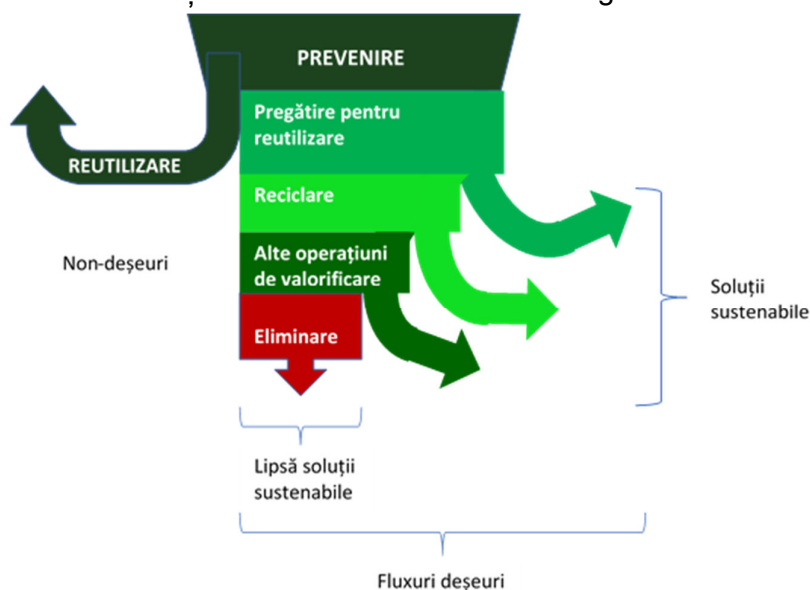 PREVENIRE
Pregătire pentru
reutilizare
REUTILIZARE
Reciclare
Non-deșeuri
Alte operațiuni
de valorificare
Soluții
sustenabile
Eliminare
Lipsă soluții
sustenabile
Fluxuri deșeuri